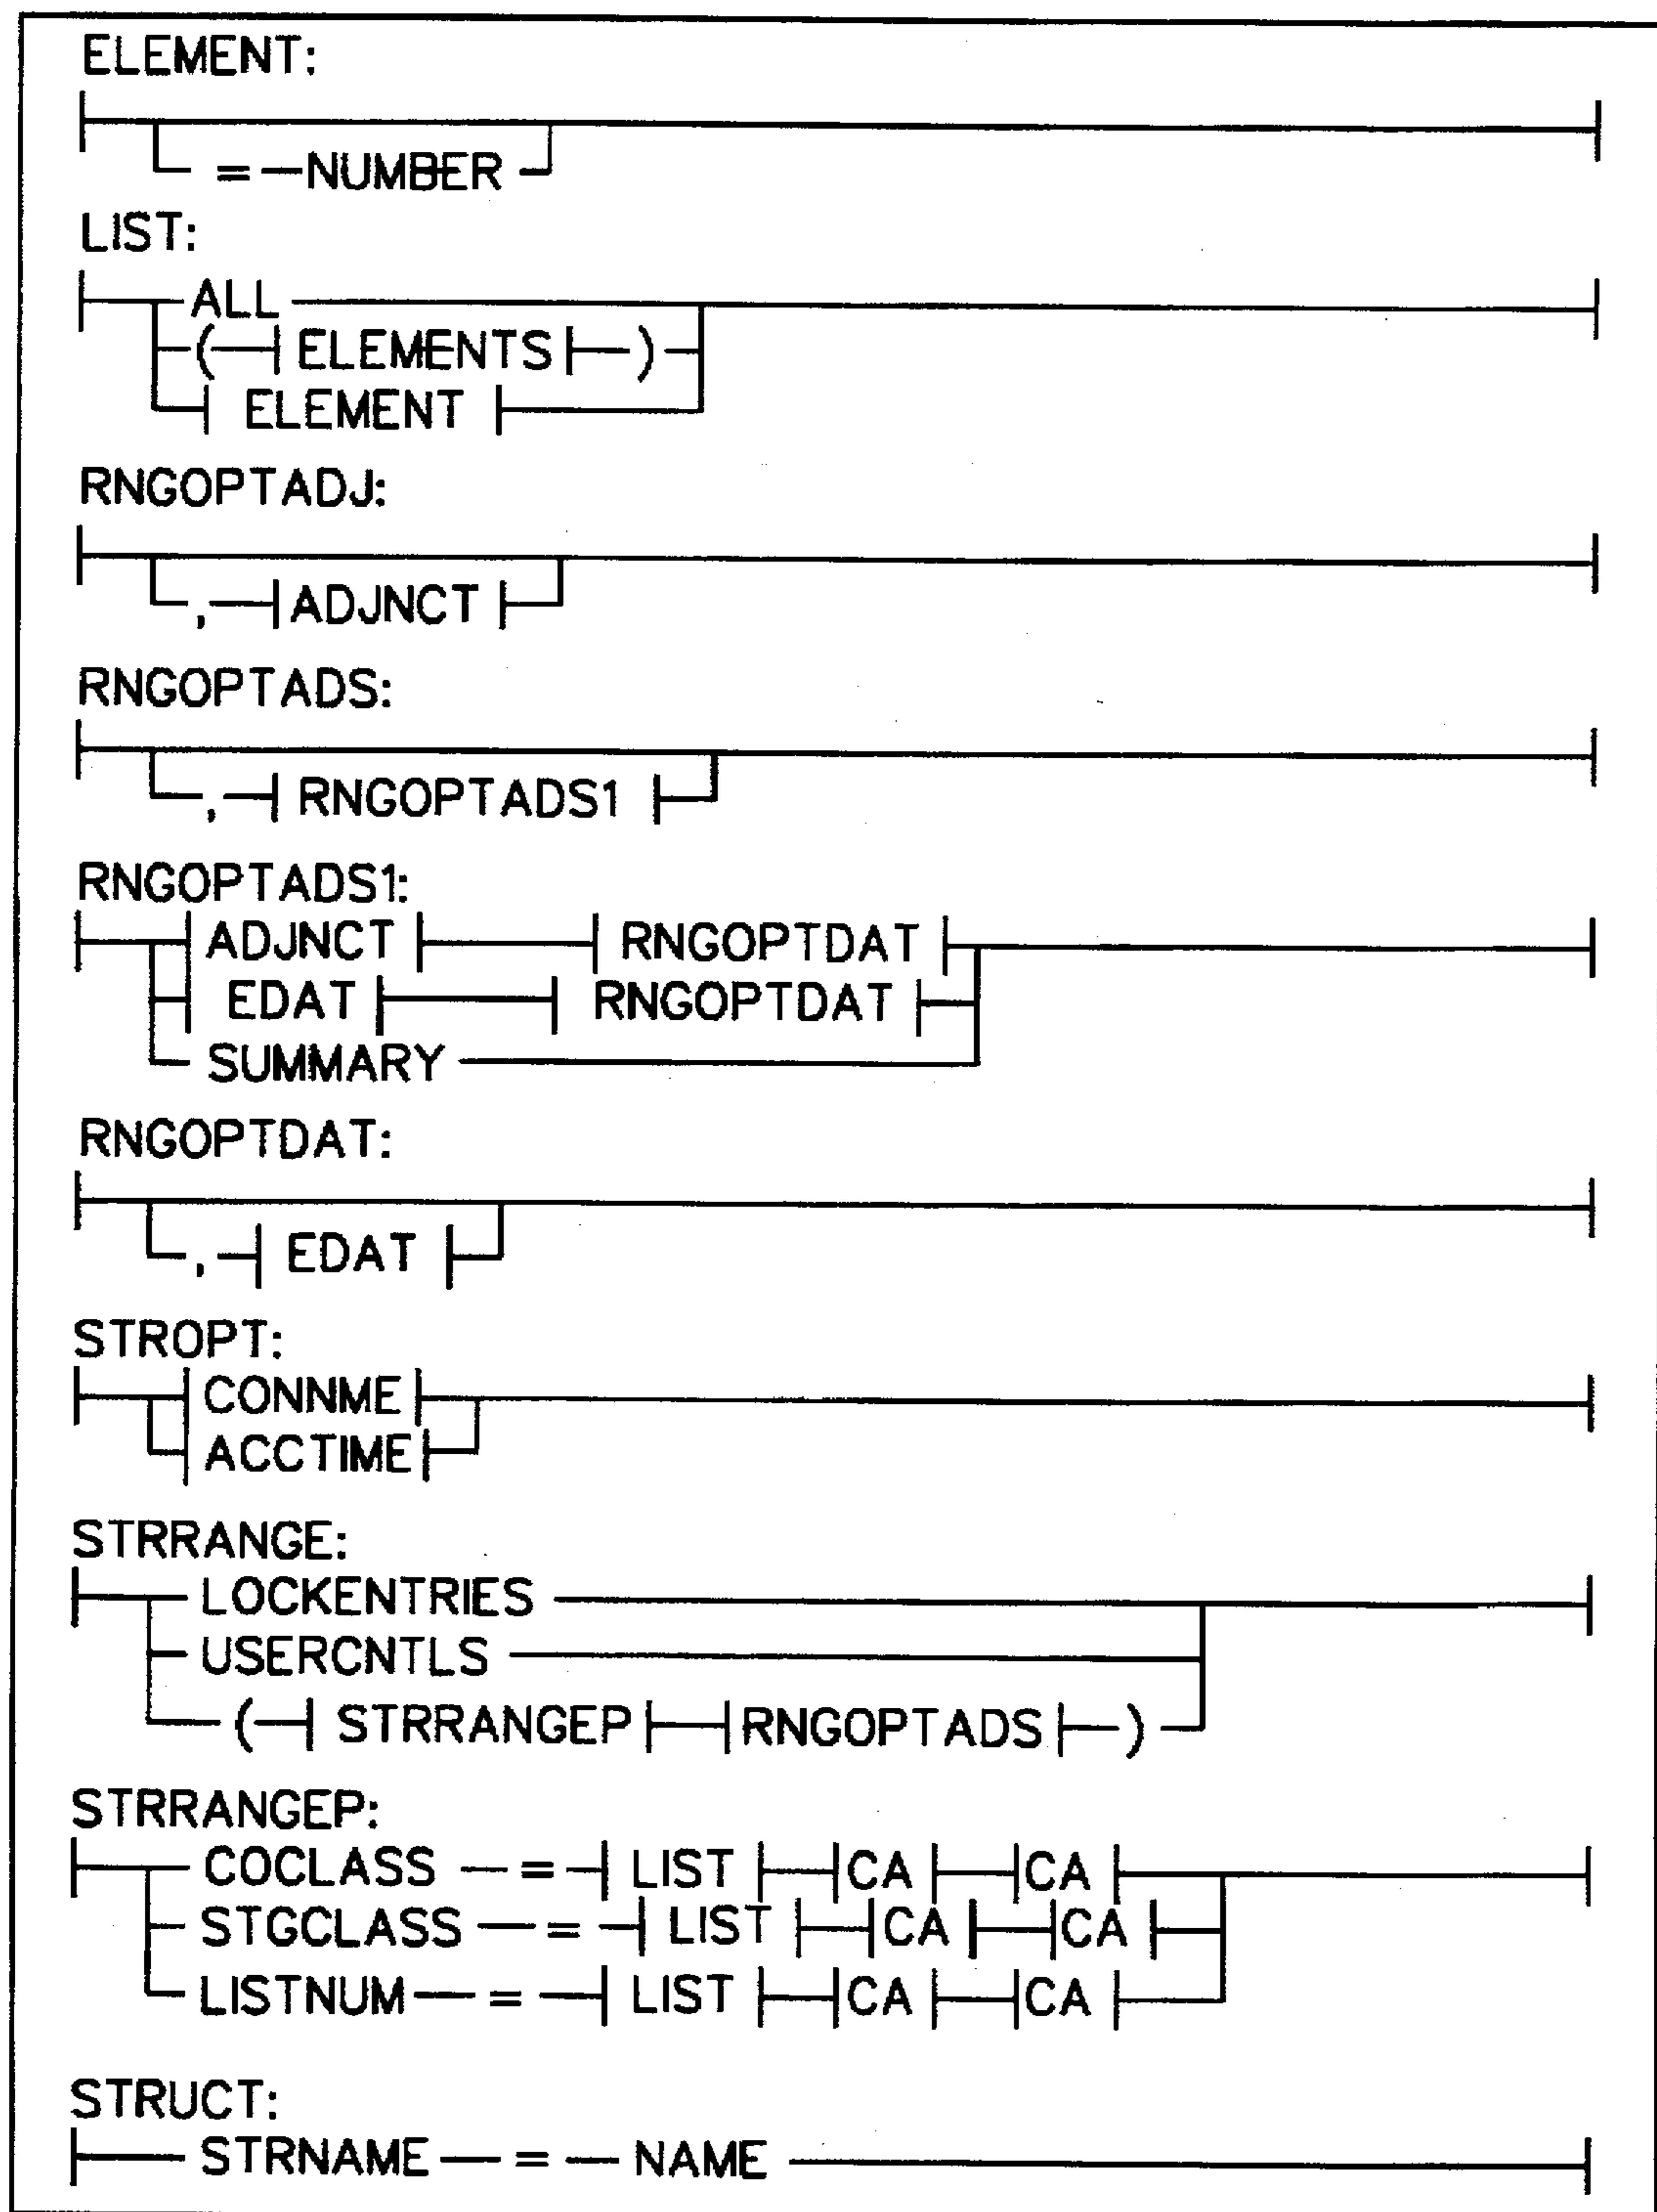 ELEMENT:
= NUMBER
LIST:
ALL
( ELEMENTS )
ELEMENT
RNGOPTADJ:
, ADJNCT
RNGOPTADS:
, RNGOPTADS1
RNGOPTADS1:
ADJNCT RNGOPTDAT
EDAT RNGOPTDAT
SUMMARY
RNGOPTDAT:
, EDAT
STROPT:
CONNME
ACCTIME
STRRANGE:
LOCKENTRIES
USERCNTLS
( STRRANGEP RNGOPTADS )
STRRANGEP:
COCLASS = LIST CA CA
STGCLASS = LIST CA CA
LISTNUM = LIST CA CA
STRUCT:
STRNAME = NAME